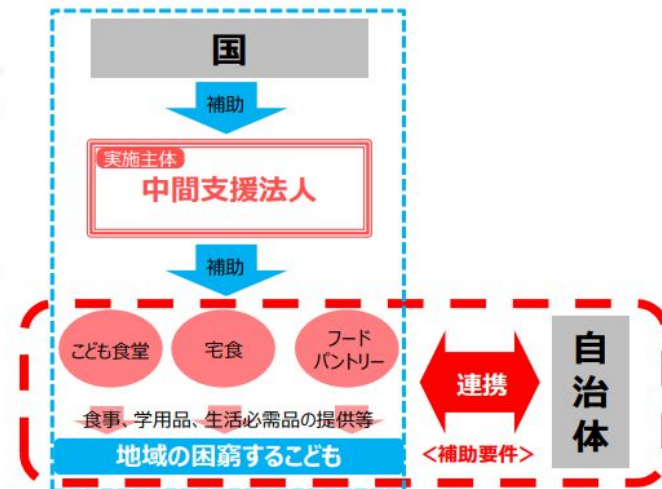 国
補助
実施主体
中間支援法人
補助
こども食堂
宅食
フード
パントリー
連携
自
治
体
食事、学用品、生活必需品の提供等
地域の困窮するこども
<補助要件>